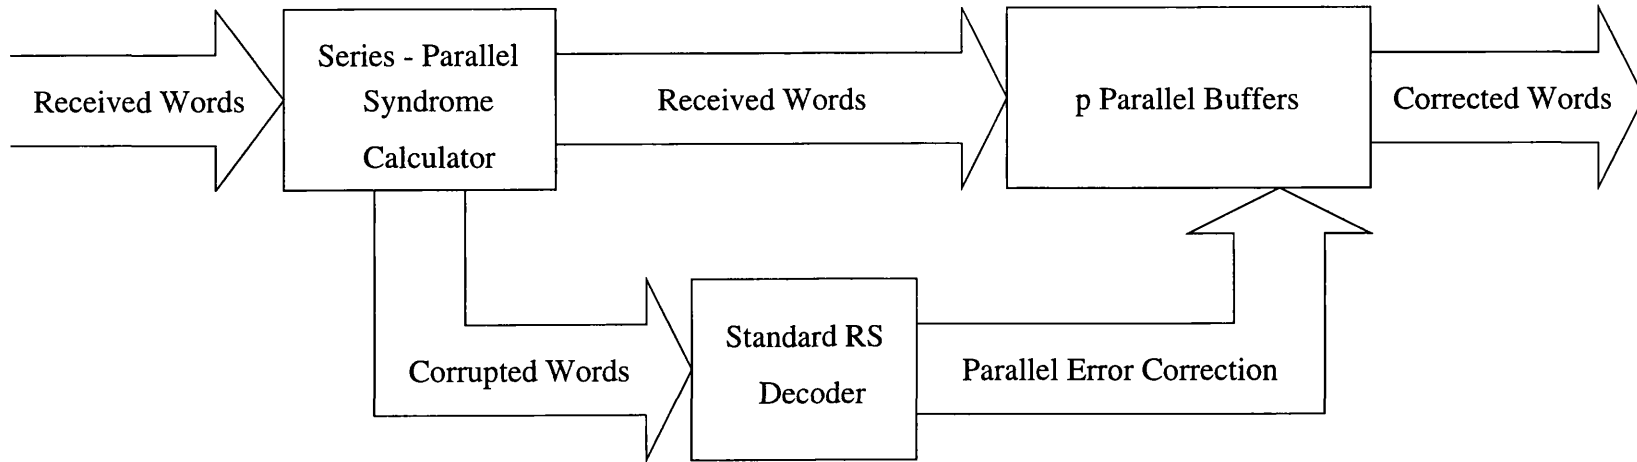 Received Words
Series - Parallel
Syndrome
Calculator
Received Words
p Parallel Buffers
Corrected Words
Corrupted Words
Standard RS
Decoder
Parallel Error Correction